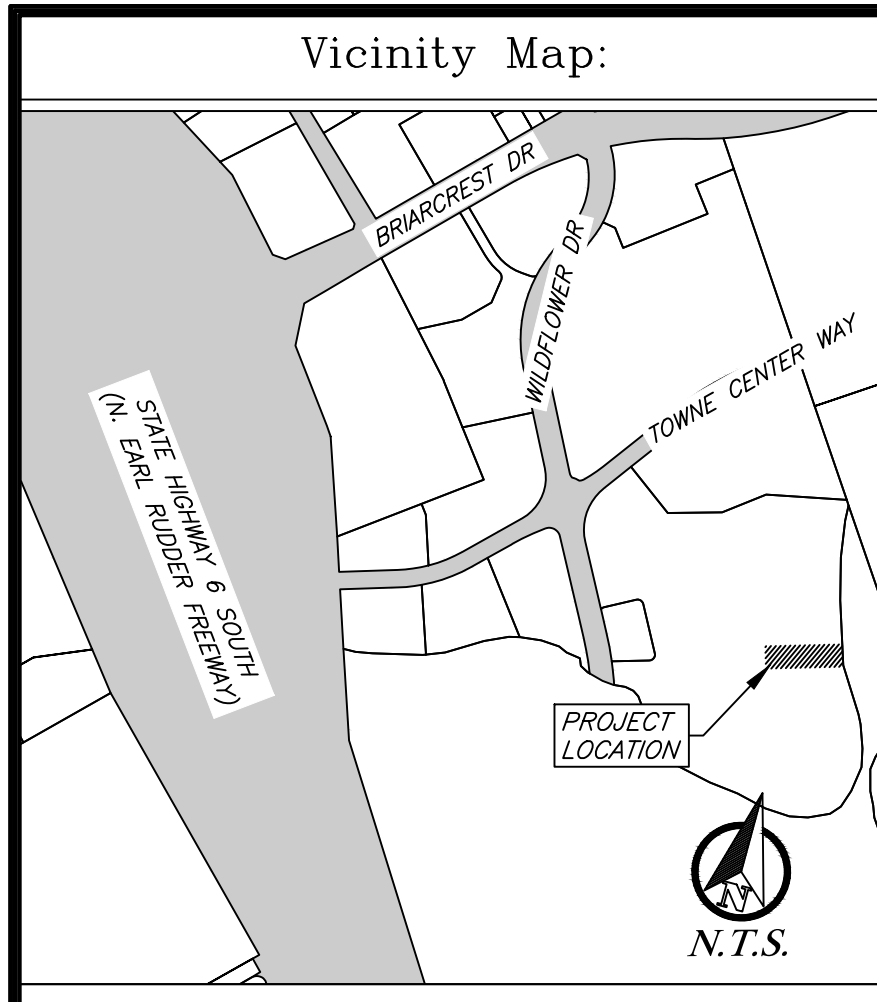 Vicinity Map:
BRIARCREST DR
WILDFLOWER DR
TOWNE CENTER WAY
STATE HIGHWAY 6 SOUTH
(N. EARL RUDDER FREEWAY)
PROJECT
LOCATION
N
N.T.S.